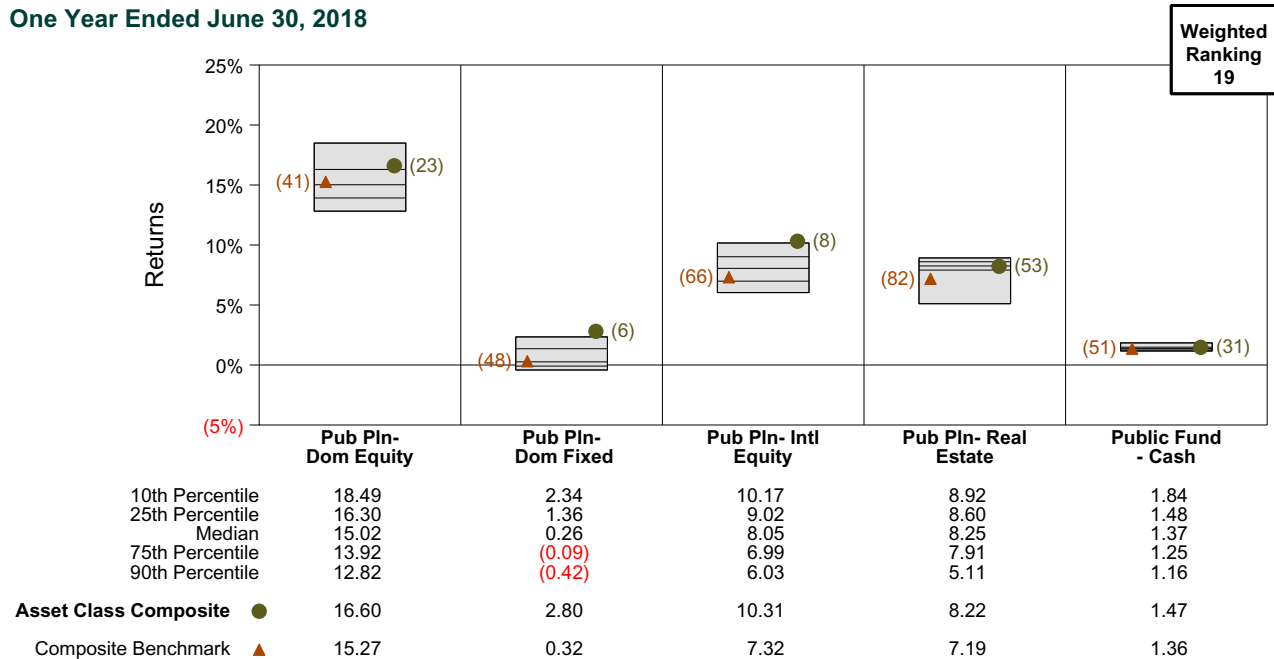 One Year Ended June 30, 2018
Weighted
Ranking
19
Returns
25%
20%
15%
10%
5%
0%
(5%)
(41)
(23)
(48)
(6)
(66)
(8)
(82)
(53)
(51)
(31)
Pub Pln-
Dom Equity
Pub Pln-
Dom Fixed
Pub Pln- Intl
Equity
Pub Pln- Real
Estate
Public Fund
- Cash
10th Percentile 18.49 2.34 10.17 8.92 1.84
25th Percentile 16.30 1.36 9.02 8.60 1.48
Median 15.02 0.26 8.05 8.25 1.37
75th Percentile 13.92 (0.09) 6.99 7.91 1.25
90th Percentile 12.82 (0.42) 6.03 5.11 1.16
Asset Class Composite 16.60 2.80 10.31 8.22 1.47
Composite Benchmark 15.27 0.32 7.32 7.19 1.36